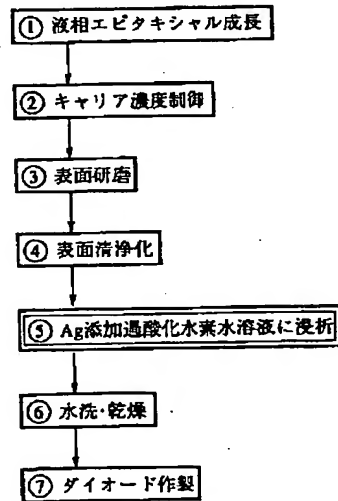 ① 液相エピタキシャル成長
② キャリア濃度制御
③ 表面研磨
④ 表面清浄化
⑤ Ag添加過酸化水素水溶液に浸折
⑥ 水洗・乾燥
⑦ ダイオード作製